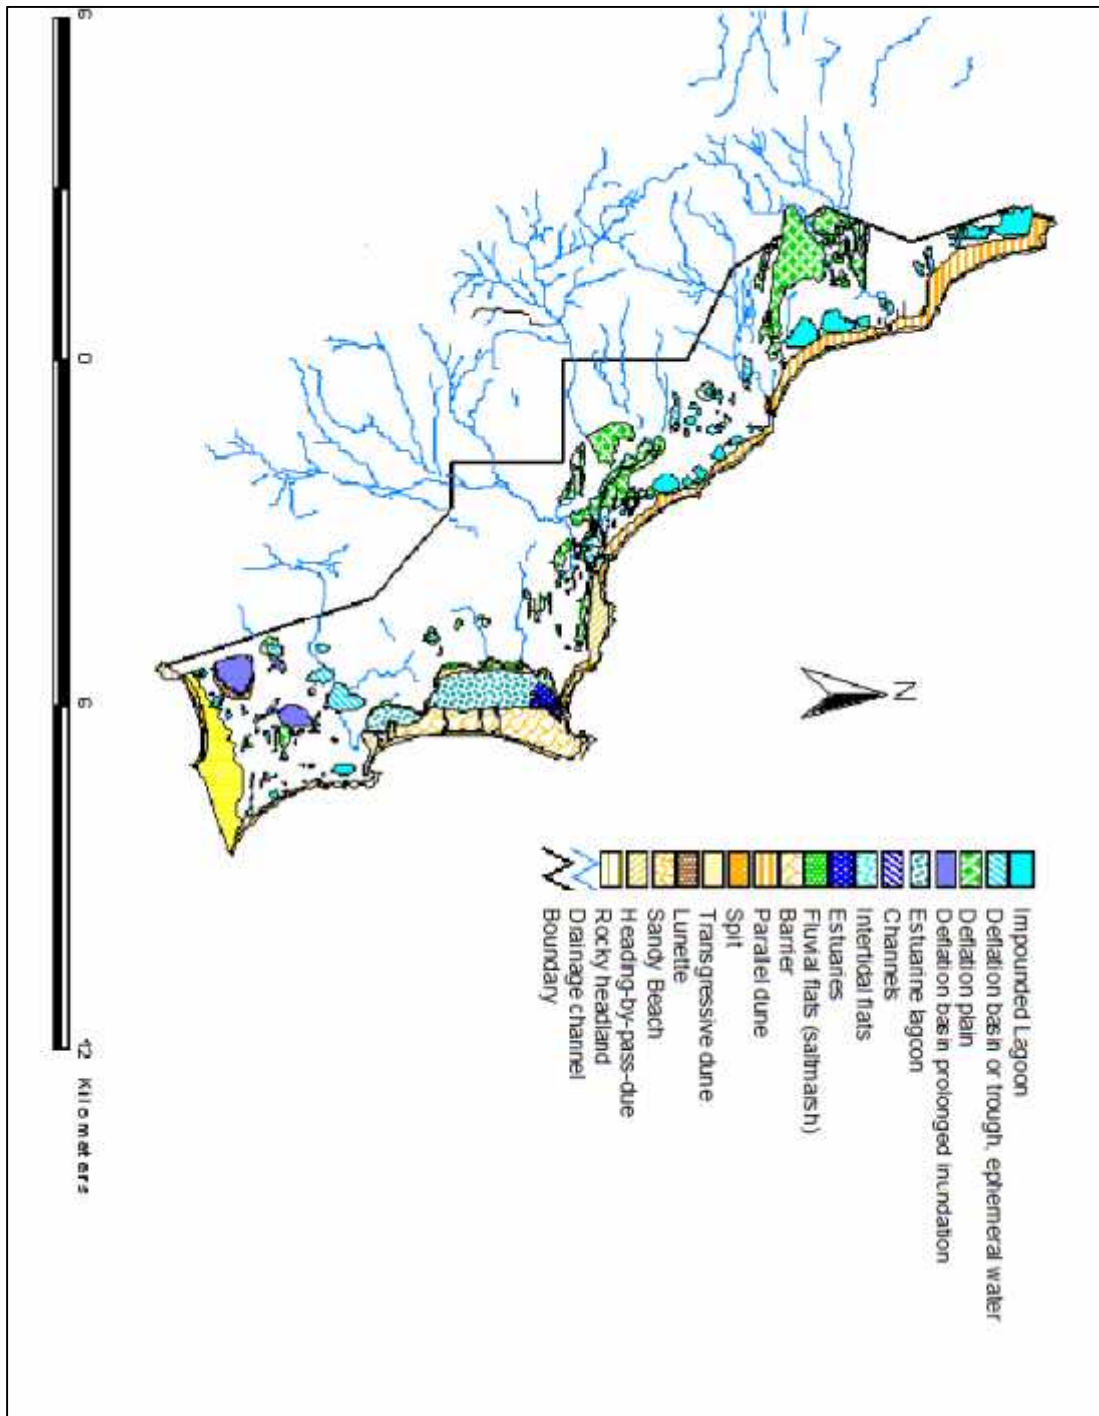 N
Impounded Lagoon
Deflation basin or trough, ephemeral water
Deflation plain
Deflation basin prolonged inundation
Estuarine lagoon
Channels
Intertidal flats
Estuaries
Fluvial flats (saltmarsh)
Barrier
Parallel dune
Spit
Transgressive dune
Lunette
Sandy Beach
Heading-by-pass-due
Rocky headland
Drainage channel
Boundary
6 0 6 12 Kilometers